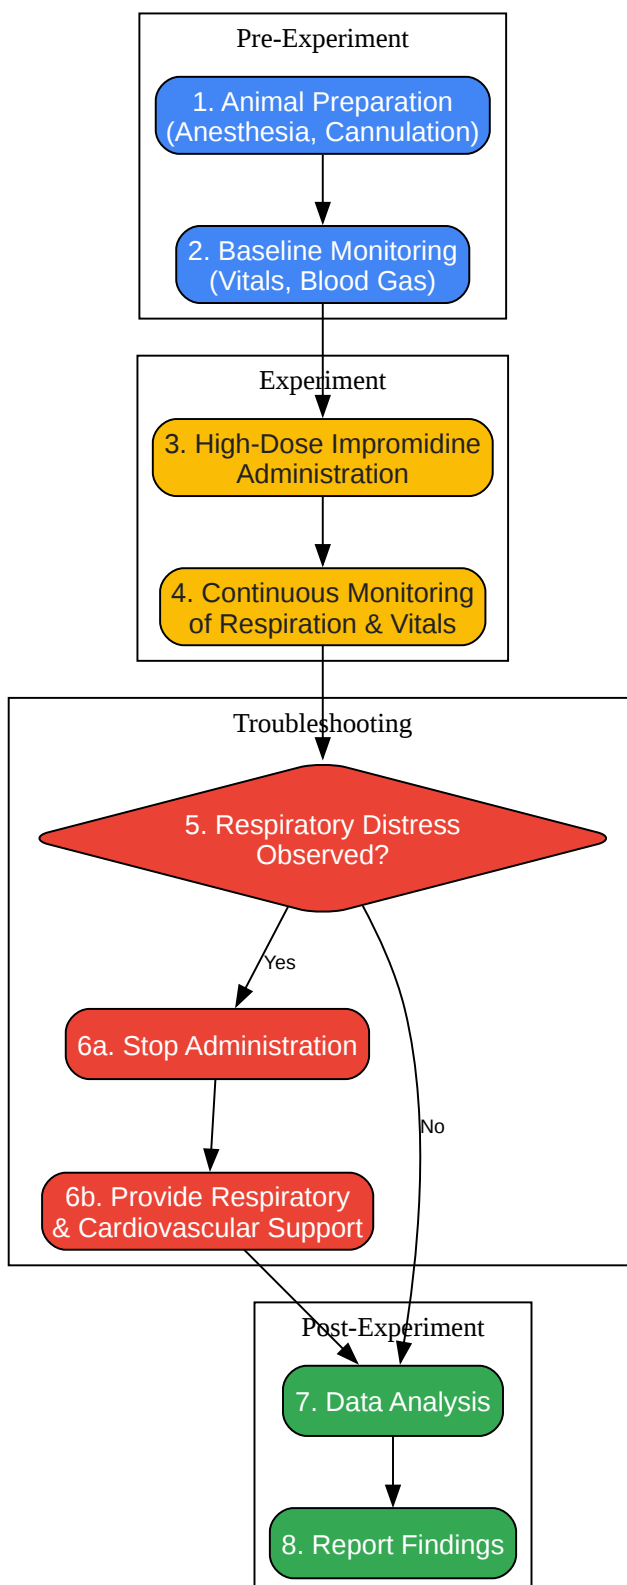 Pre-Experiment
1. Animal Preparation
(Anesthesia, Cannulation)
2. Baseline Monitoring
(Vitals, Blood Gas)
Experiment
3. High-Dose Impromidine
Administration
4. Continuous Monitoring
of Respiration & Vitals
Troubleshooting
5. Respiratory Distress
Observed?
Yes
6a. Stop Administration
No
6b. Provide Respiratory
& Cardiovascular Support
Post-Experiment
7. Data Analysis
8. Report Findings